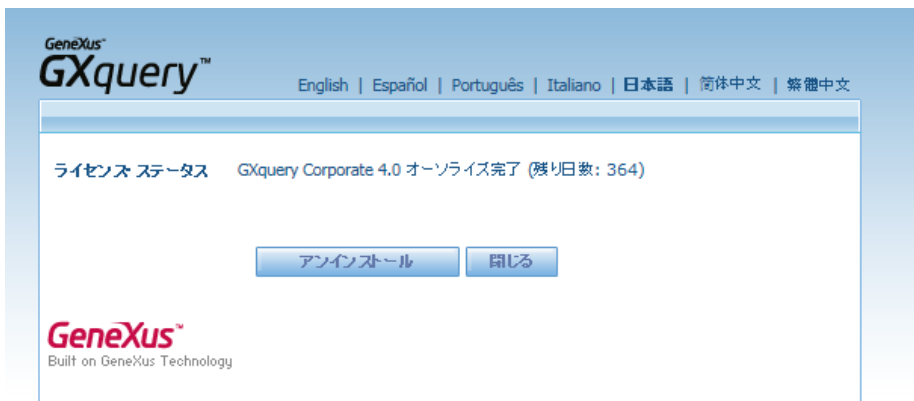 GeneXus™
GXquery™
English | Español | Português | Italiano | 日本語 | 简体中文 | 繁體中文
ライセンス ステータス GXquery Corporate 4.0 オーソライズ完了 (残り日数: 364)
アンインストール 閉じる
GeneXus™
Built on GeneXus Technology